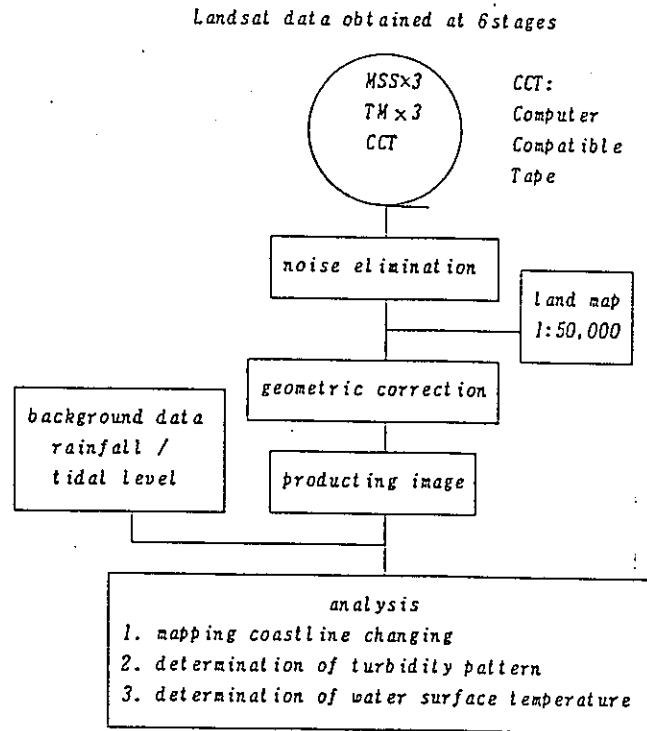 Landsat data obtained at 6stages
MSS×3
TM×3
CCT
CCT:
Computer
Compatible
Tape
noise elimination
land map
1:50,000
geometric correction
background data
rainfall /
tidal level
producting image
analysis
1. mapping coastline changing
2. determination of turbidity pattern
3. determination of water surface temperature